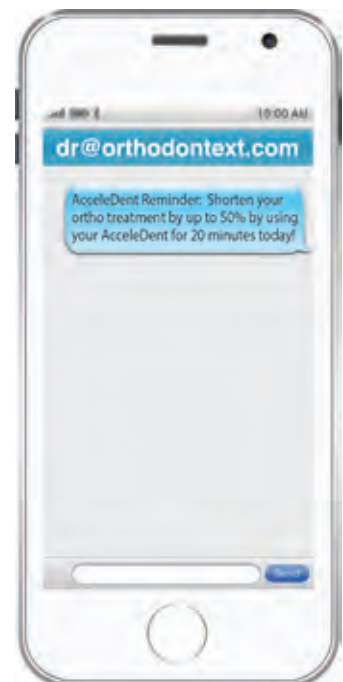 10:00 AM
dr@orthodontext.com
AcceleDent Reminder: Shorten your
ortho treatment by up to 50% by using
your AcceleDent for 20 minutes today!
Send